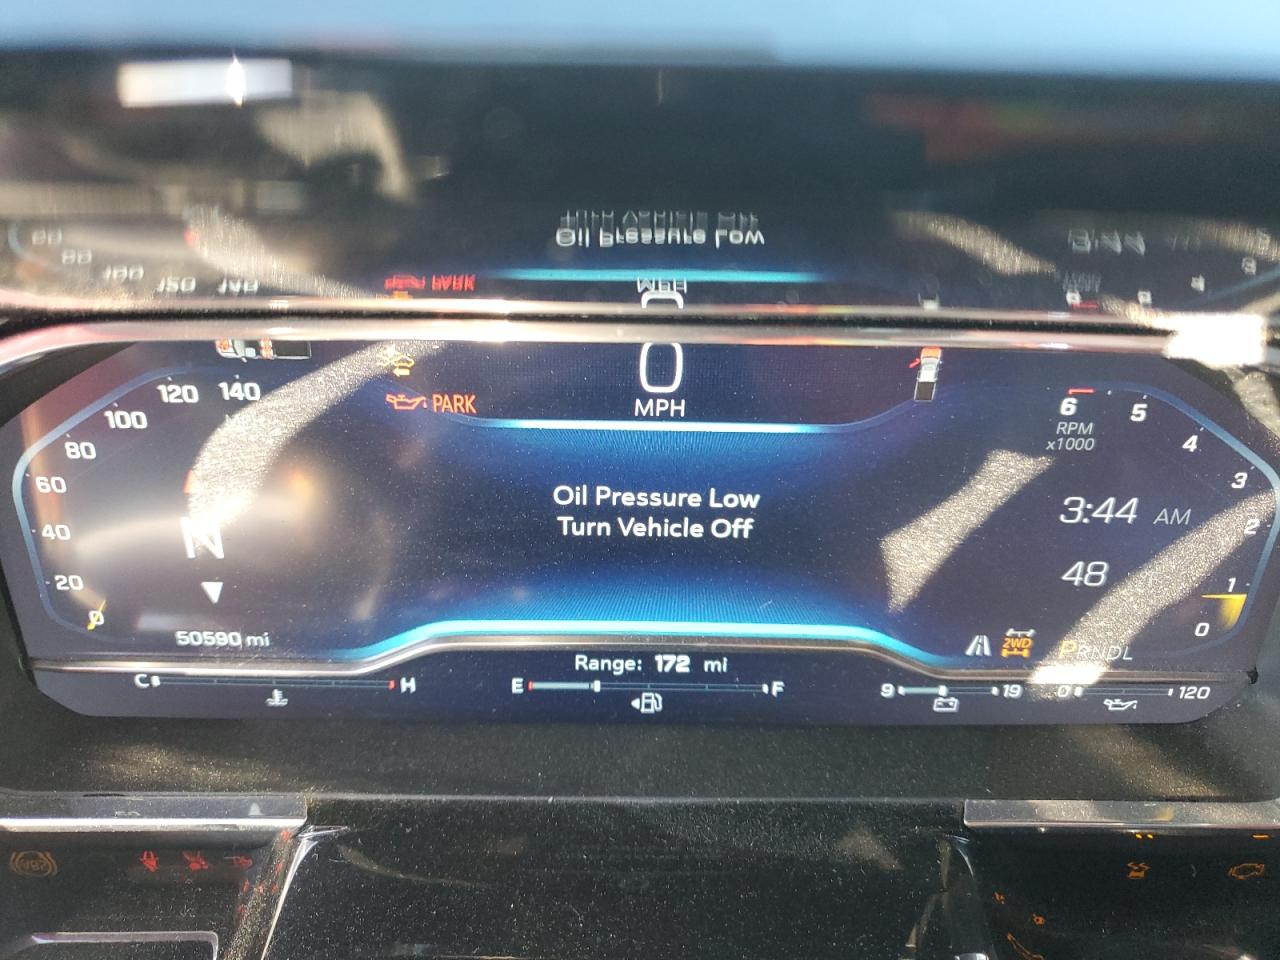 0
MPH
PARK
140
120
100
80
60
40
20
0
N
50590 mi
Oil Pressure Low
Turn Vehicle Off
6
5
4
3
2
1
0
RPM
x1000
3:44 AM
48
2WD
PRNDL
Range: 172 mi
C H
E F
9 19
0 120